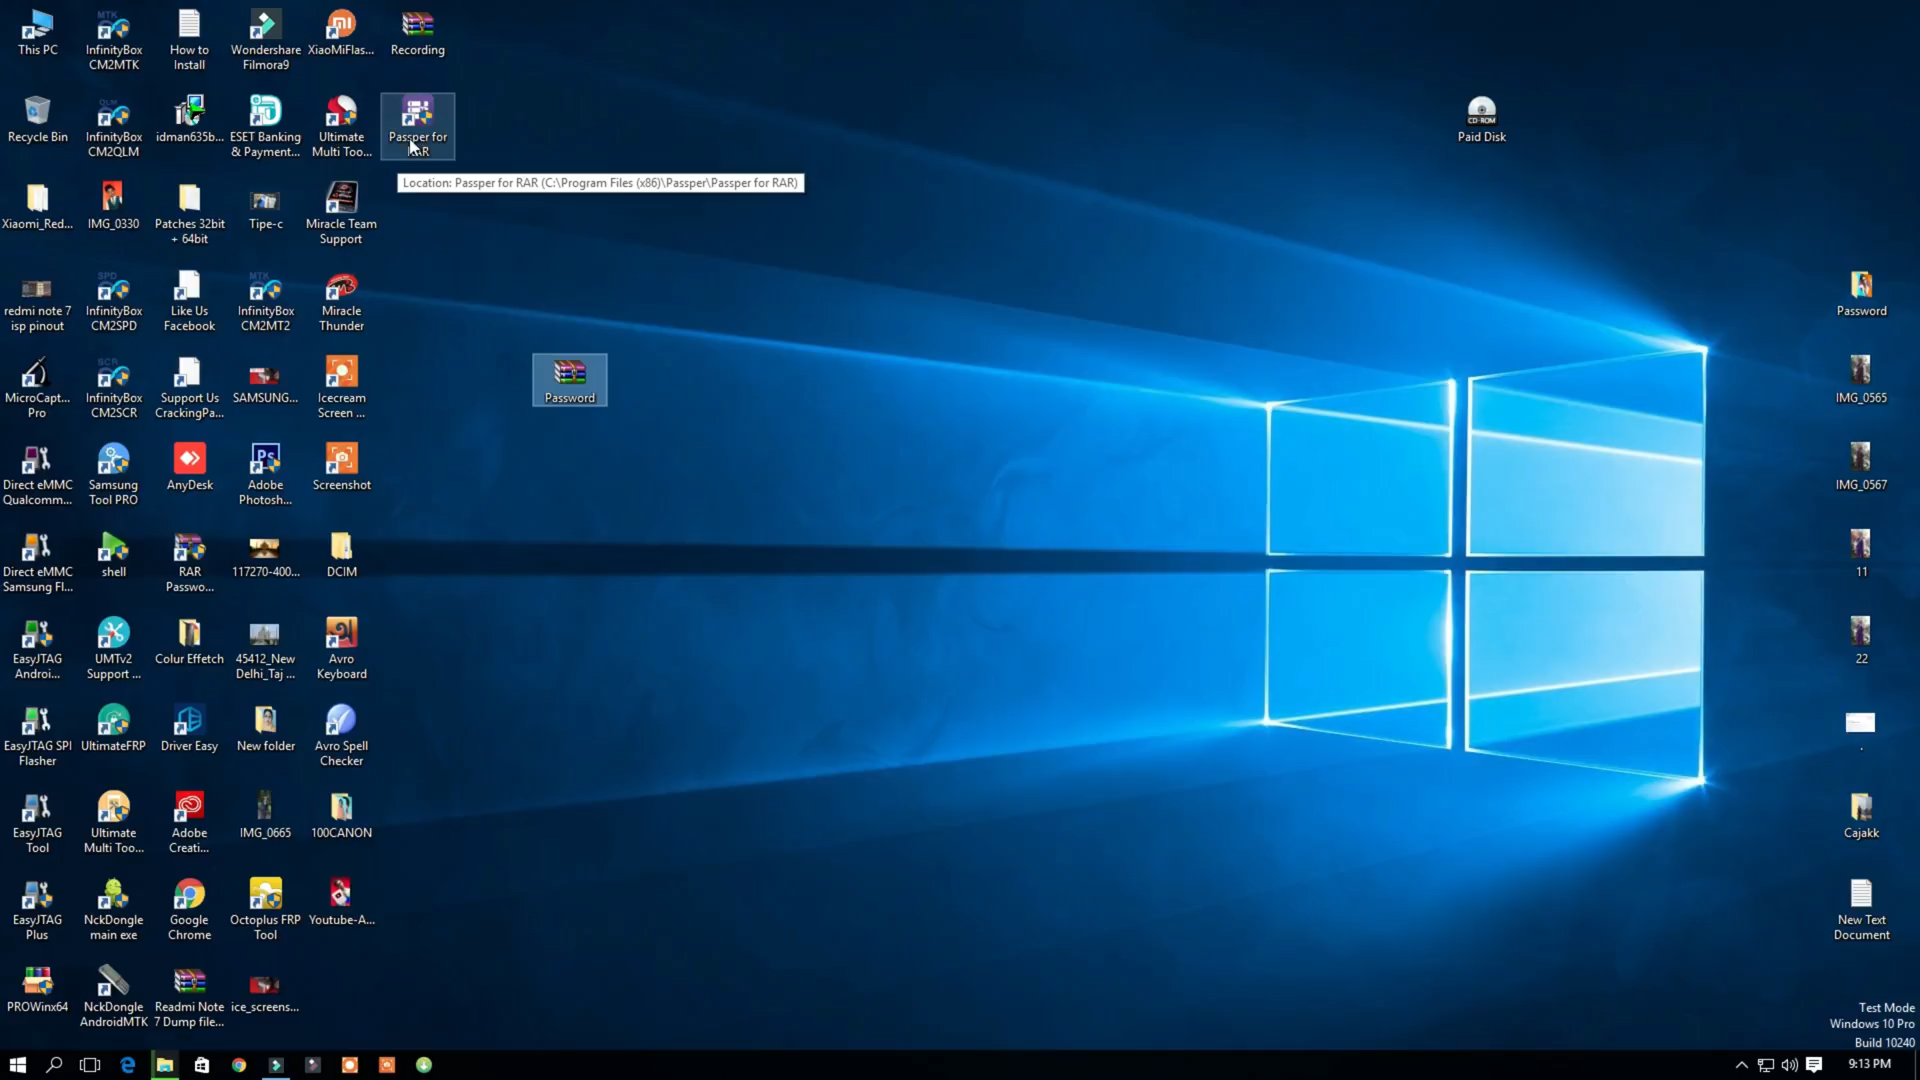 This PC
InfinityBox
CM2MTK
How to
Install
Wondershare
Filmora9
XiaoMiFlas...
Recording
Recycle Bin
InfinityBox
CM2QLM
idman635b...
ESET Banking
& Payment...
Ultimate
Multi Too...
Passper for
RAR
CD-ROM
Paid Disk
Location: Passper for RAR (C:\Program Files (x86)\Passper\Passper for RAR)
Xiaomi_Red...
IMG_0330
Patches 32bit
+ 64bit
Tipe-c
Miracle Team
Support
redmi note 7
isp pinout
InfinityBox
CM2SPD
Like Us
Facebook
InfinityBox
CM2MT2
Miracle
Thunder
Password
MicroCapt...
Pro
InfinityBox
CM2SCR
Support Us
CrackingPa...
SAMSUNG...
Icecream
Screen ...
Password
IMG_0565
Direct eMMC
Qualcomm...
Samsung
Tool PRO
AnyDesk
Adobe
Photosh...
Screenshot
IMG_0567
Direct eMMC
Samsung Fl...
shell
RAR
Passwo...
117270-400...
DCIM
11
EasyJTAG
Androi...
UMTv2
Support ...
Colur Effetch
45412_New
Delhi_Taj ...
Avro
Keyboard
22
EasyJTAG SPI
Flasher
UltimateFRP
Driver Easy
New folder
Avro Spell
Checker
.
EasyJTAG
Tool
Ultimate
Multi Too...
Adobe
Creati...
IMG_0665
100CANON
Cajakk
EasyJTAG
Plus
NckDongle
main exe
Google
Chrome
Octoplus FRP
Tool
Youtube-A...
New Text
Document
PROWinx64
NckDongle
AndroidMTK
Readmi Note
7 Dump file...
ice_screens...
Test Mode
Windows 10 Pro
Build 10240
9:13 PM